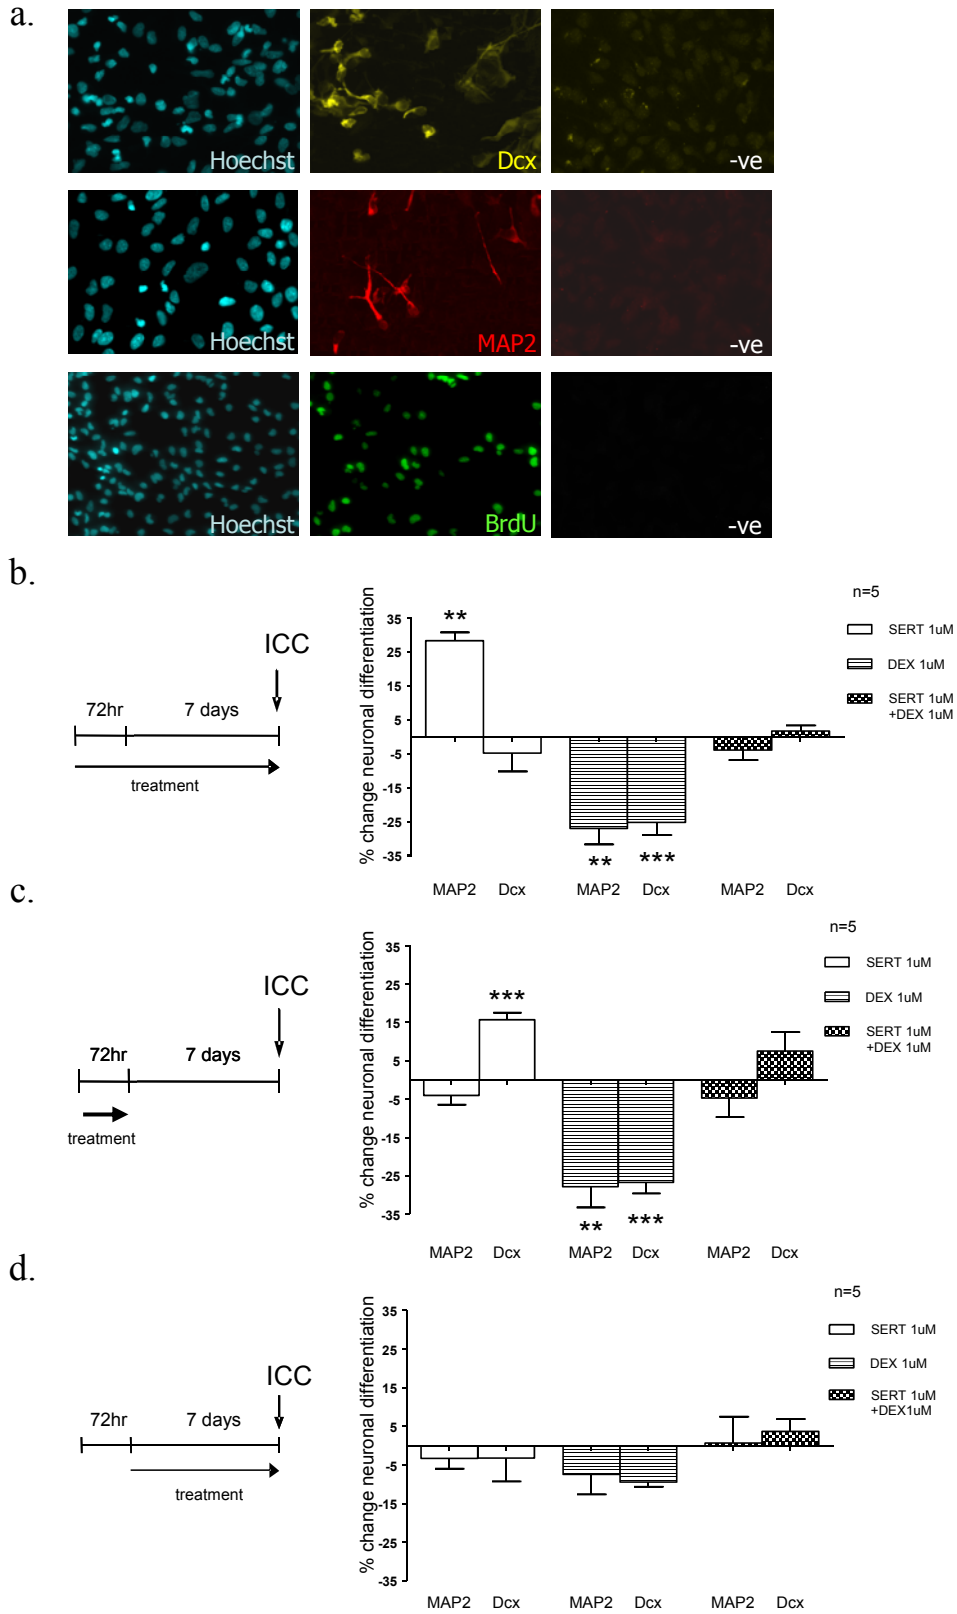 a.
Hoechst
Dcx
-ve
Hoechst
MAP2
-ve
Hoechst
BrdU
-ve
b.
ICC
72hr
7 days
treatment
% change neuronal differentiation
35
25
15
5
-5
-15
-25
-35
**
**
***
MAP2
Dcx
MAP2
Dcx
MAP2
Dcx
n=5
SERT 1uM
DEX 1uM
SERT 1uM
+DEX 1uM
c.
ICC
72hr
7 days
treatment
% change neuronal differentiation
35
25
15
5
-5
-15
-25
-35
***
**
***
MAP2
Dcx
MAP2
Dcx
MAP2
Dcx
n=5
SERT 1uM
DEX 1uM
SERT 1uM
+DEX 1uM
d.
ICC
72hr
7 days
treatment
% change neuronal differentiation
35
25
15
5
-5
-15
-25
-35
MAP2
Dcx
MAP2
Dcx
MAP2
Dcx
n=5
SERT 1uM
DEX 1uM
SERT 1uM
+DEX1uM